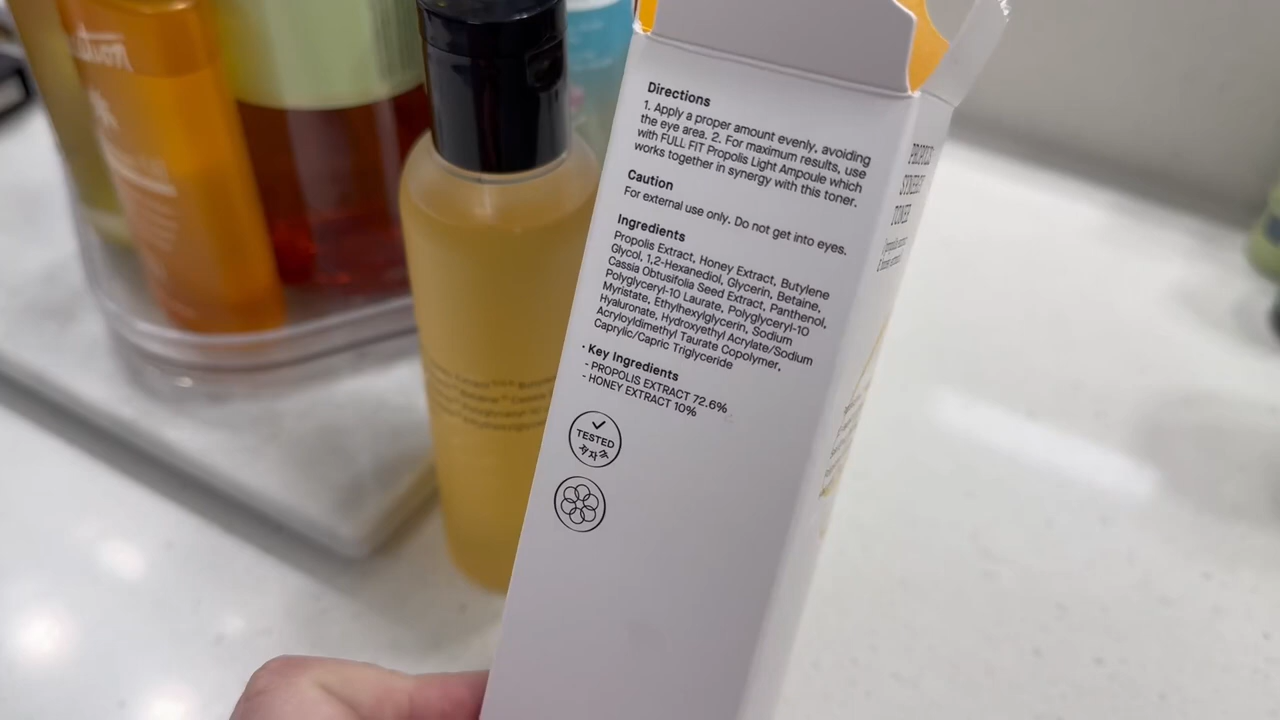 Directions
1. Apply a proper amount evenly, avoiding
the eye area. 2. For maximum results, use
with FULL FIT Propolis Light Ampoule which
works together in synergy with this toner.
Caution
For external use only. Do not get into eyes.
Ingredients
Propolis Extract, Honey Extract, Butylene
Glycol, 1,2-Hexanediol, Glycerin, Betaine,
Cassia Obtusifolia Seed Extract, Panthenol,
Polyglyceryl-10 Laurate, Polyglyceryl-10
Myristate, Ethylhexylglycerin, Sodium
Hyaluronate, Hydroxyethyl Acrylate/Sodium
Acryloyldimethyl Taurate Copolymer,
Caprylic/Capric Triglyceride
· Key Ingredients
- PROPOLIS EXTRACT 72.6%
- HONEY EXTRACT 10%
TESTED
PROPOLIS
SYNERGY
TONER